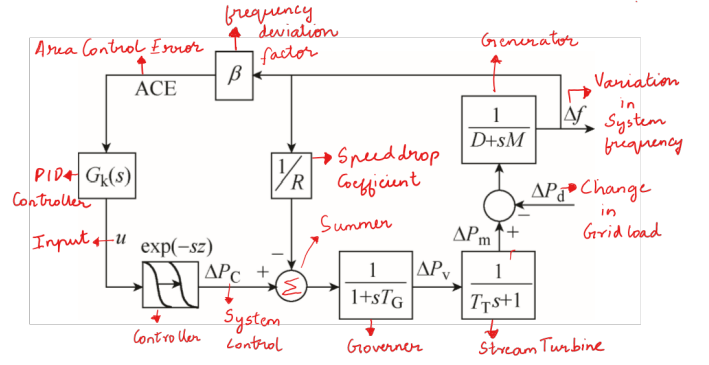 frequency
deviation
factor
Area Control Error
Generator
β
ACE
Variation
in
System
frequency
1
D+sM
Δf
PID
Controller
Gk(s)
1/R
Speed drop
Coefficient
ΔPd
Change
in
Grid load
Input
u
Summer
ΔPm
+
−
exp(-sz)
ΔPC
+
−
Σ
1
1+sTG
ΔPv
1
TTs+1
Controller
System
Control
Governer
Stream Turbine